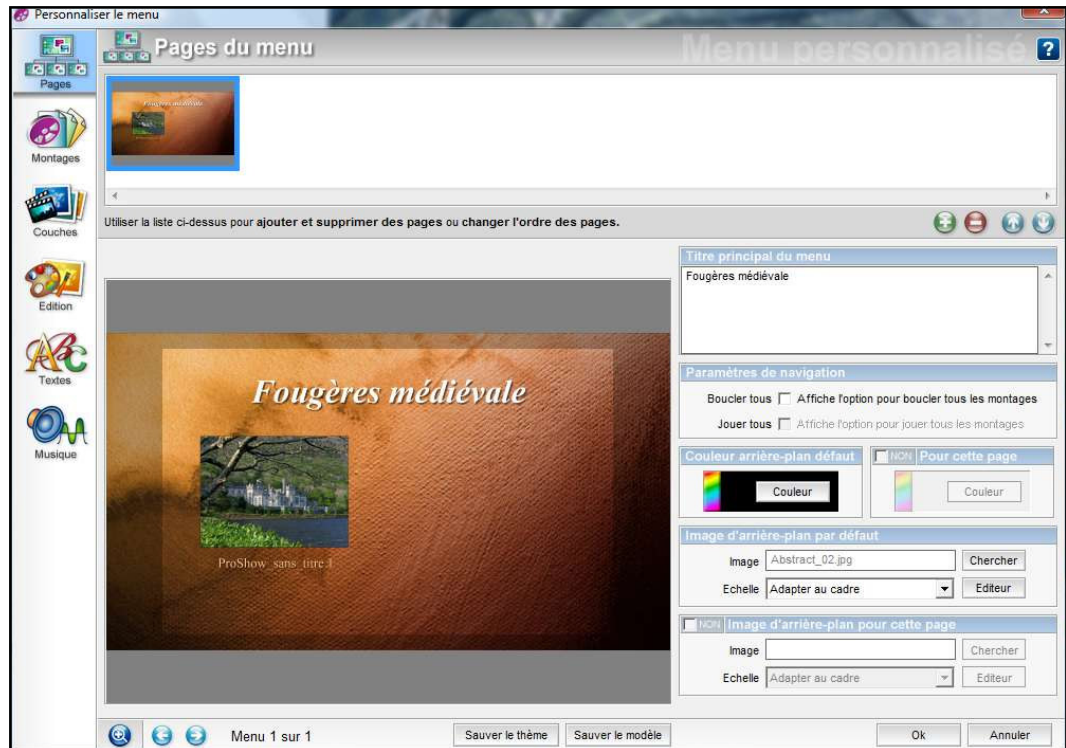 Personnaliser le menu
Pages du menu
Menu personnalisé
?
Pages
Montages
Couches
Edition
ABC
Textes
Musique
Fougères médiévale
Utiliser la liste ci-dessus pour ajouter et supprimer des pages ou changer l'ordre des pages.
Fougères médiévale
ProShow_sans_titre.1
Titre principal du menu
Fougères médiévale
Paramètres de navigation
Boucler tous Affiche l'option pour boucler tous les montages
Jouer tous Affiche l'option pour jouer tous les montages
Couleur arrière-plan défaut NON Pour cette page
Couleur Couleur
Image d'arrière-plan par défaut
Image Abstract_02.jpg Chercher
Echelle Adapter au cadre Editeur
NON Image d'arrière-plan pour cette page
Image Chercher
Echelle Adapter au cadre Editeur
Menu 1 sur 1 Sauver le thème Sauver le modèle Ok Annuler